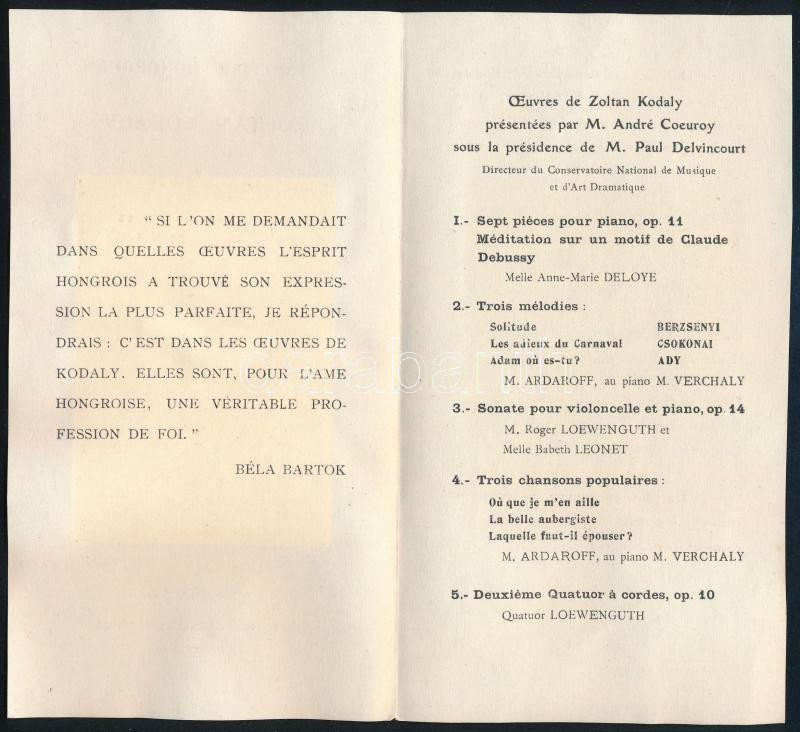 " SI L'ON ME DEMANDAIT
DANS QUELLES ŒUVRES L'ESPRIT
HONGROIS A TROUVÉ SON EXPRES-
SION LA PLUS PARFAITE, JE RÉPON-
DRAIS : C'EST DANS LES ŒUVRES DE
KODALY. ELLES SONT, POUR L'AME
HONGROISE, UNE VÉRITABLE PRO-
FESSION DE FOI. "
BÉLA BARTOK
Œuvres de Zoltan Kodaly
présentées par M. André Coeuroy
sous la présidence de M. Paul Delvincourt
Directeur du Conservatoire National de Musique
et d'Art Dramatique
I.- Sept pièces pour piano, op. 11
Méditation sur un motif de Claude
Debussy
Melle Anne-Marie DELOYE
2.- Trois mélodies :
Solitude BERZSENYI
Les adieux du Carnaval CSOKONAI
Adam où es-tu ? ADY
M. ARDAROFF, au piano M. VERCHALY
3.- Sonate pour violoncelle et piano, op. 14
M. Roger LOEWENGUTH et
Melle Babeth LEONET
4.- Trois chansons populaires :
Où que je m'en aille
La belle aubergiste
Laquelle faut-il épouser ?
M. ARDAROFF, au piano M. VERCHALY
5.- Deuxième Quatuor à cordes, op. 10
Quatuor LOEWENGUTH
darabanth